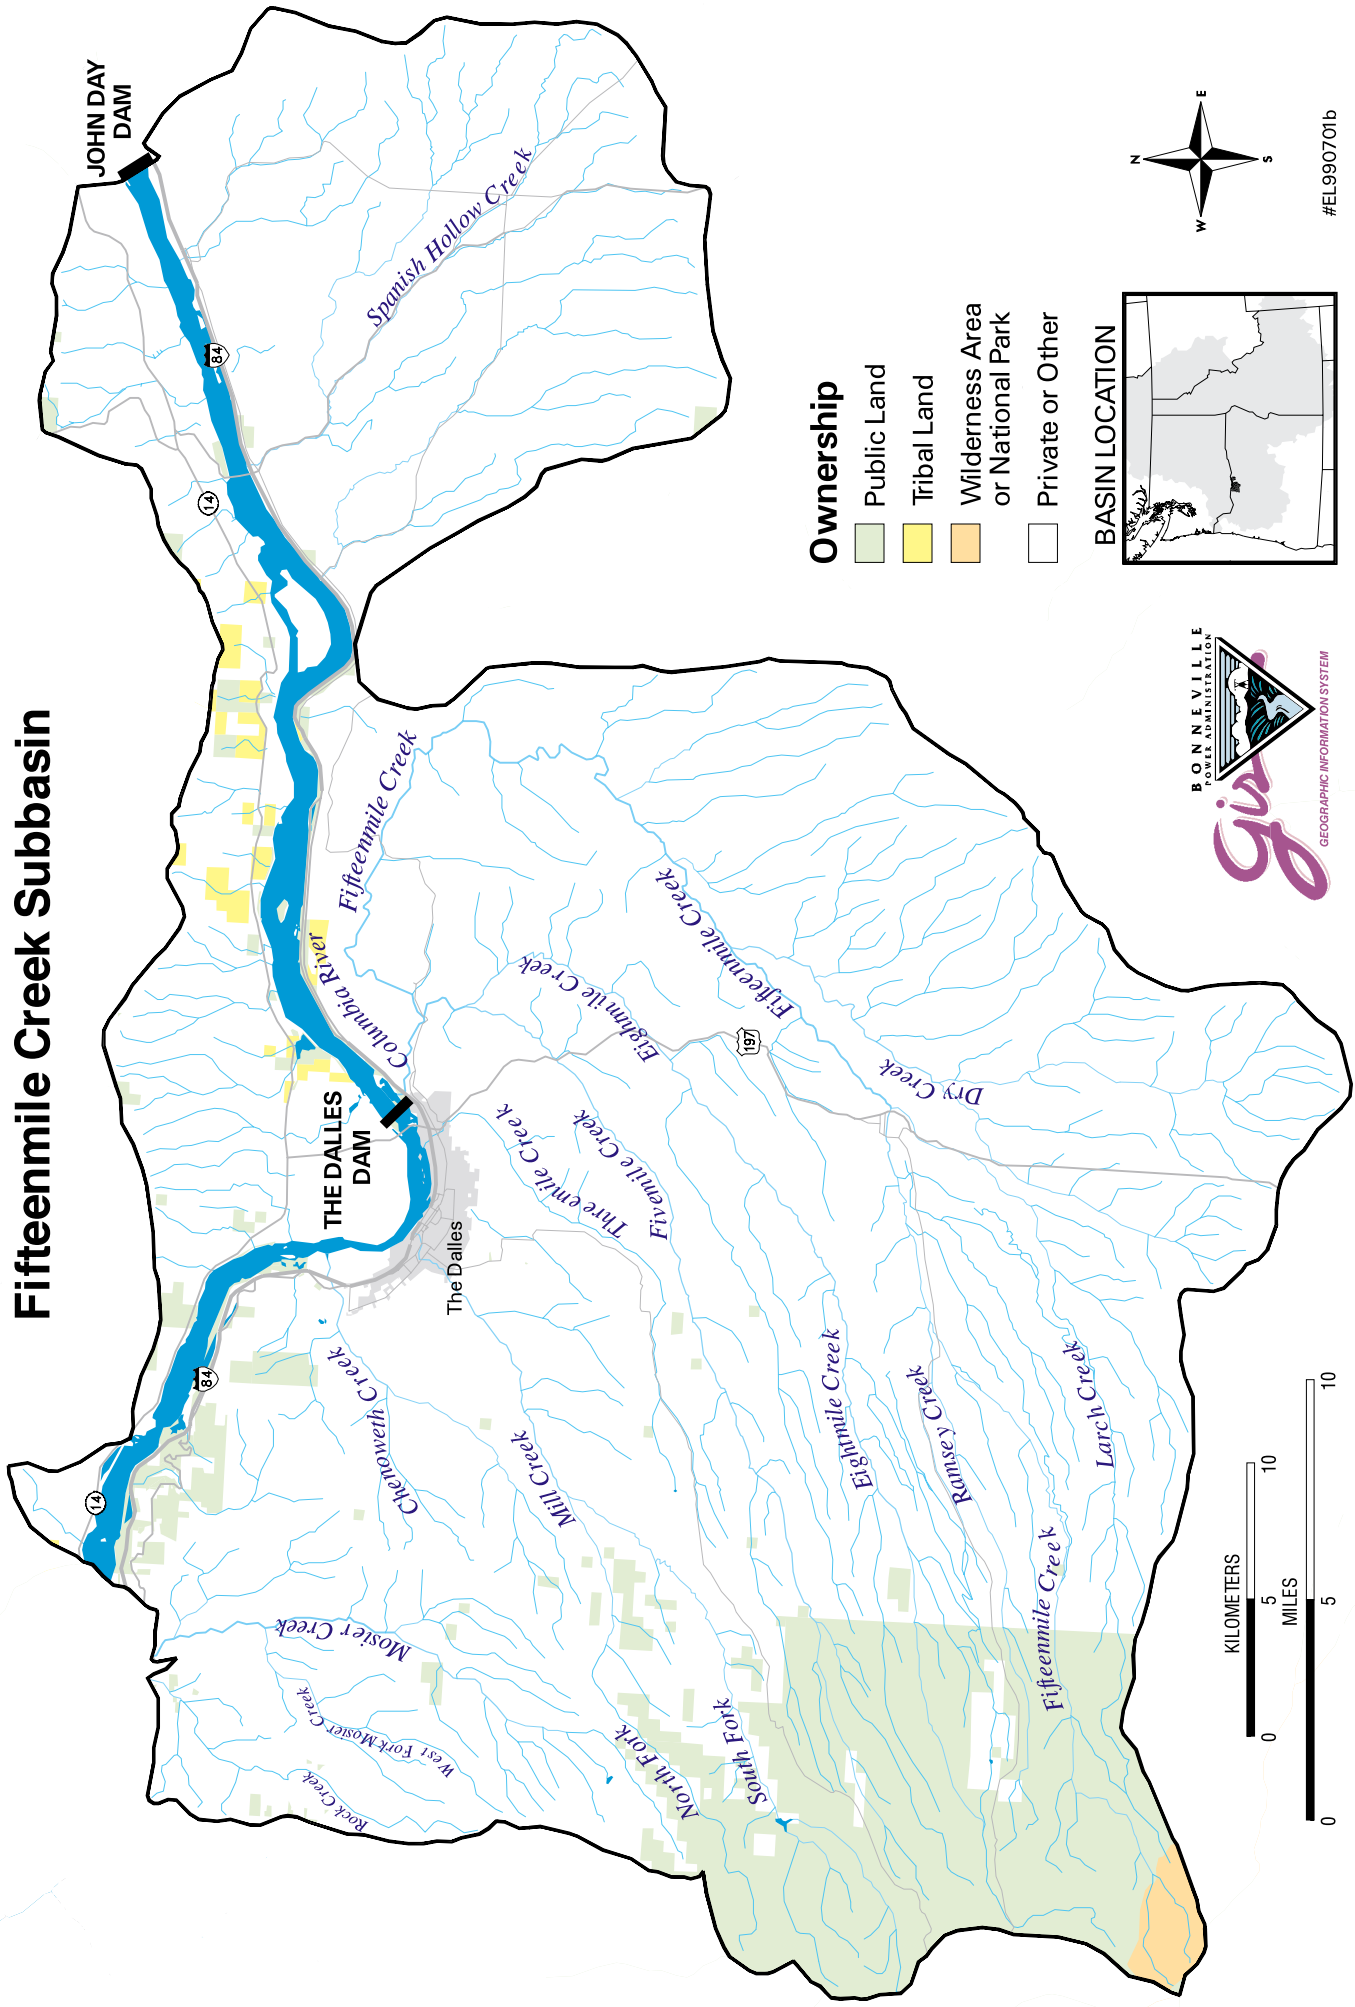 Fifteenmile Creek Subbasin
JOHN DAY
DAM
84
14
Spanish Hollow Creek
Fifteenmile Creek
Columbia River
THE DALLES
DAM
The Dalles
Fifteenmile Creek
Eighmile Creek
197
Dry Creek
Threemile Creek
Fivemile Creek
84
14
Chenoweth Creek
Mill Creek
Mosier Creek
West Fork Mosier Creek
Rock Creek
North Fork
South Fork
Eightmile Creek
Ramsey Creek
Larch Creek
Fifteenmile Creek
Ownership
Public Land
Tribal Land
Wilderness Area
or National Park
Private or Other
BASIN LOCATION
N
W
E
S
#EL990701b
BONNEVILLE
POWER ADMINISTRATION
gis
GEOGRAPHIC INFORMATION SYSTEM
KILOMETERS
0 5 10
MILES
0 5 10